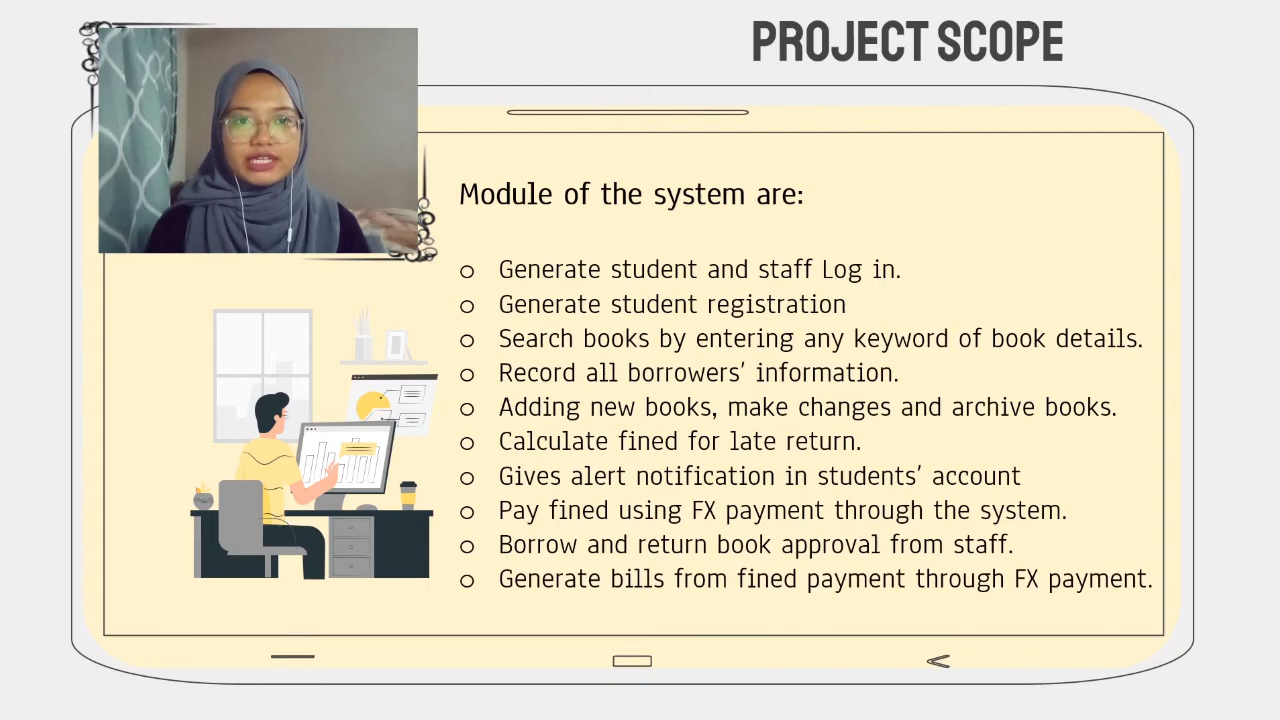 PROJECT SCOPE
Module of the system are:
o Generate student and staff Log in.
o Generate student registration
o Search books by entering any keyword of book details.
o Record all borrowers’ information.
o Adding new books, make changes and archive books.
o Calculate fined for late return.
o Gives alert notification in students’ account
o Pay fined using FX payment through the system.
o Borrow and return book approval from staff.
o Generate bills from fined payment through FX payment.